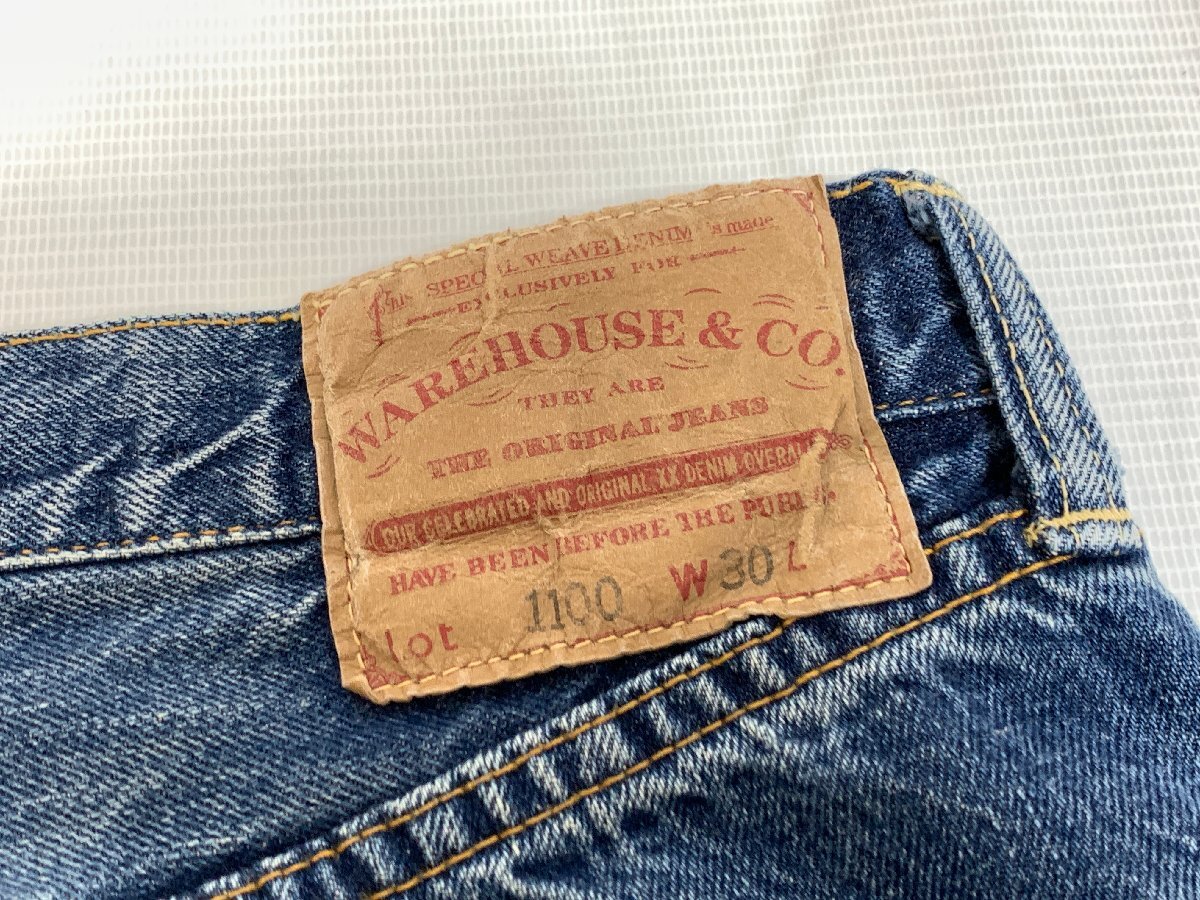 This SPECIAL WEAVE DENIM is made
EXCLUSIVELY FOR
WAREHOUSE & CO.
THEY ARE
THE ORIGINAL JEANS
OUR CELEBRATED AND ORIGINAL XX DENIM OVERALLS
HAVE BEEN BEFORE THE PUBLIC
lot 1100 W 30 L